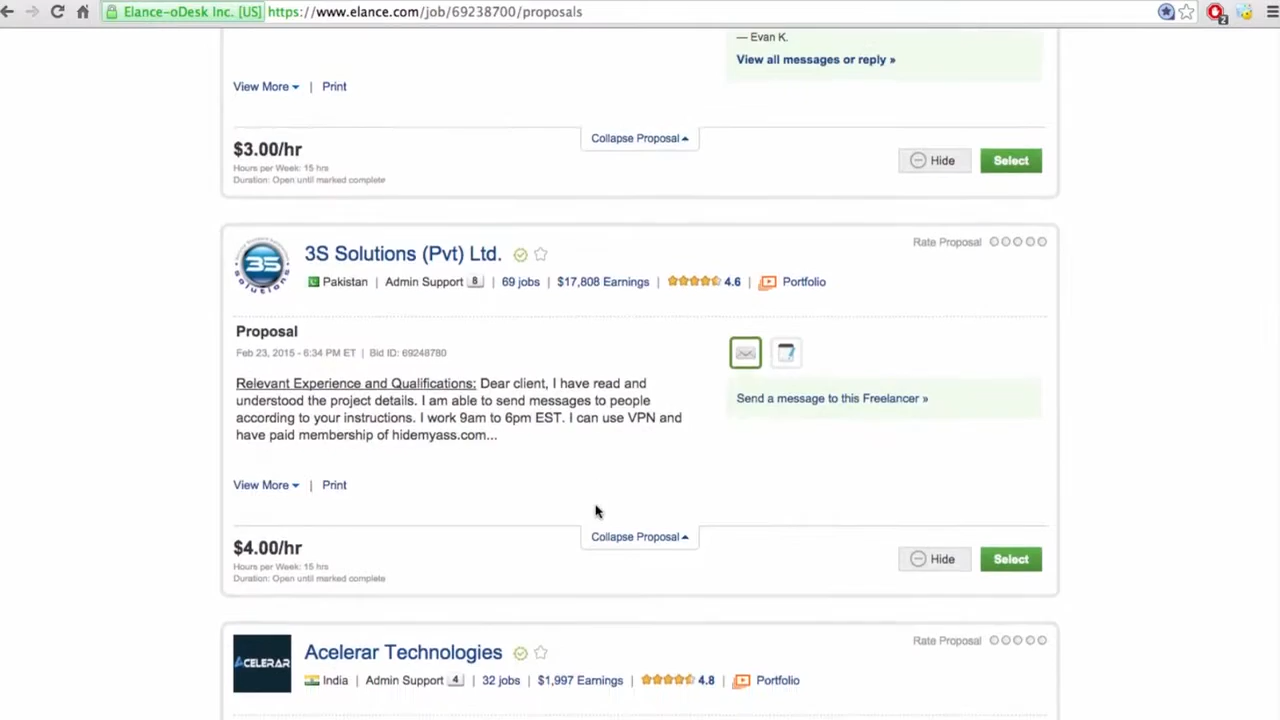 Elance-oDesk Inc. [US] https://www.elance.com/job/69238700/proposals
2
— Evan K.
View all messages or reply »
View More | Print
Collapse Proposal
$3.00/hr
Hours per Week: 15 hrs
Duration: Open until marked complete
Hide Select
3S Solutions (Pvt) Ltd.
Rate Proposal
3S
SOLUTIONS
Pakistan | Admin Support 8 | 69 jobs | $17,808 Earnings | 4.6 | Portfolio
Proposal
Feb 23, 2015 - 6:34 PM ET | Bid ID: 69248780
Relevant Experience and Qualifications: Dear client, I have read and
understood the project details. I am able to send messages to people
according to your instructions. I work 9am to 6pm EST. I can use VPN and
have paid membership of hidemyass.com...
Send a message to this Freelancer »
View More | Print
Collapse Proposal
$4.00/hr
Hours per Week: 15 hrs
Duration: Open until marked complete
Hide Select
Acelerar Technologies
Rate Proposal
ACELERAR
India | Admin Support 4 | 32 jobs | $1,997 Earnings | 4.8 | Portfolio